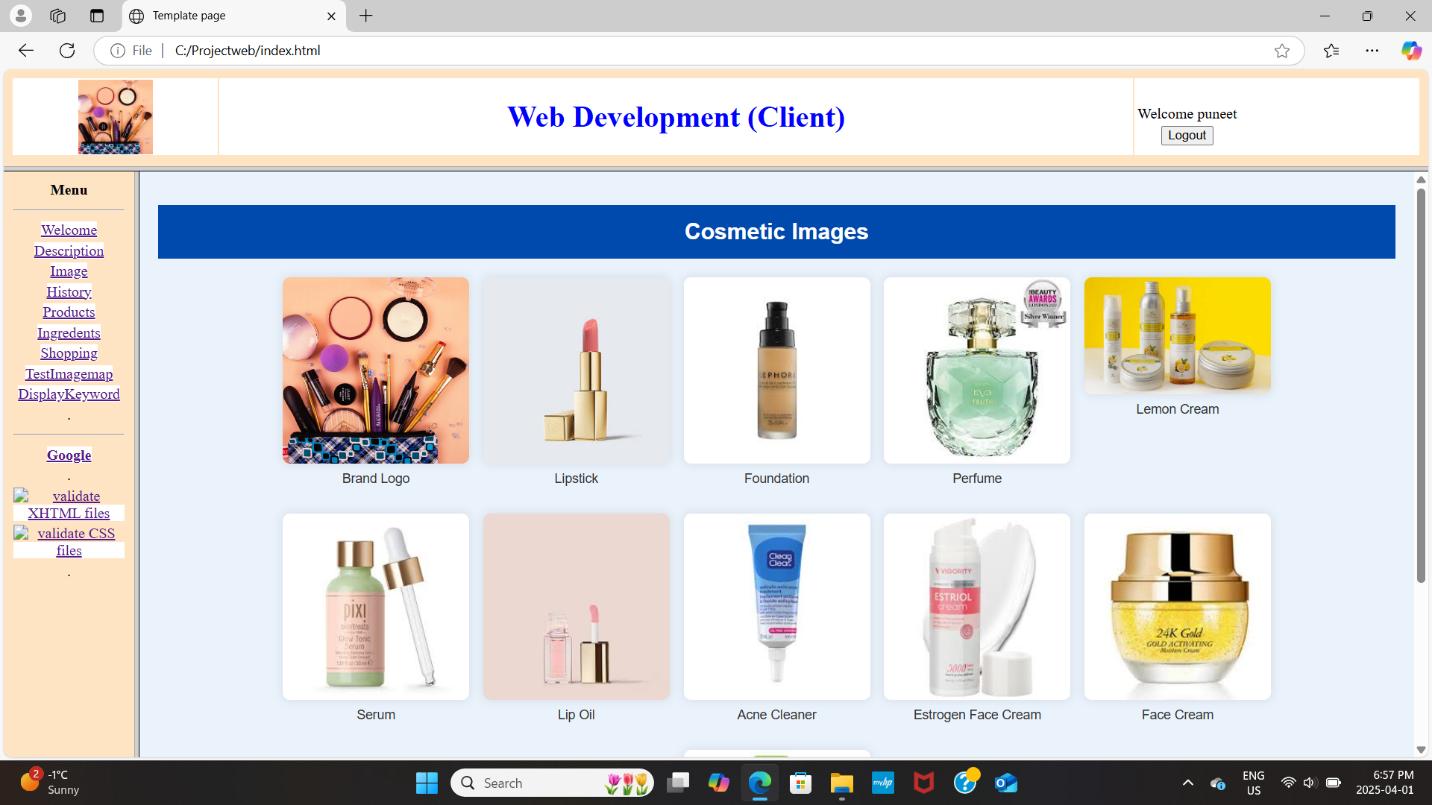 Template page
File
C:/Projectweb/index.html
Web Development (Client)
Welcome puneet
Logout
Menu
Welcome
Description
Image
History
Products
Ingredents
Shopping
TestImagemap
DisplayKeyword
.
Google
.
validate
XHTML files
validate CSS
files
.
Cosmetic Images
SEPHORA
BEAUTY
AWARDS
Silver Winner
Brand Logo
Lipstick
Foundation
Perfume
Lemon Cream
pixi
Glow Tonic
Serum
Clean
Clear
VIGORITY
ESTRIOL
cream
24K Gold
GOLD ACTIVATING
Moisture Cream
Serum
Lip Oil
Acne Cleaner
Estrogen Face Cream
Face Cream
2
-1°C
Sunny
Search
myhp
ENG
US
6:57 PM
2025-04-01